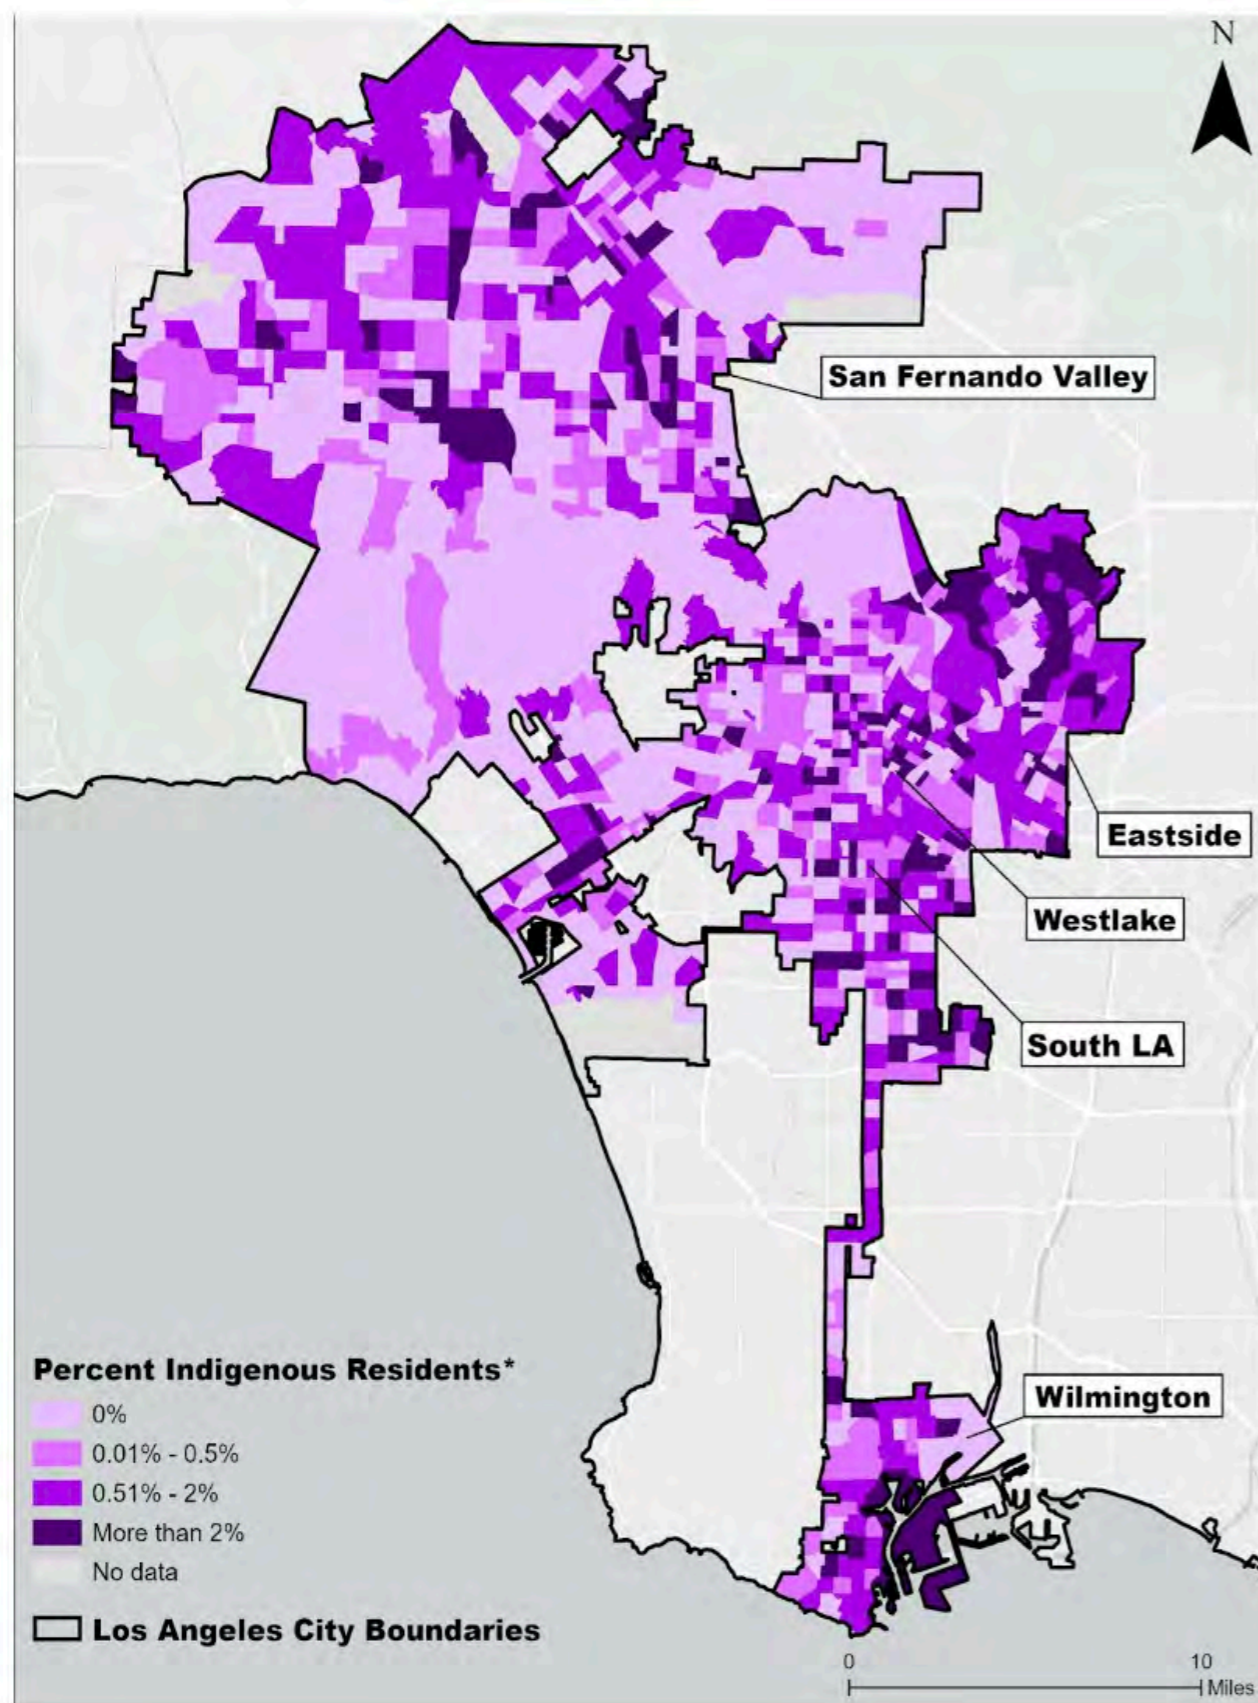 N
San Fernando Valley
Eastside
Westlake
South LA
Wilmington
Percent Indigenous Residents*
0%
0.01% - 0.5%
0.51% - 2%
More than 2%
No data
Los Angeles City Boundaries
0 10
Miles